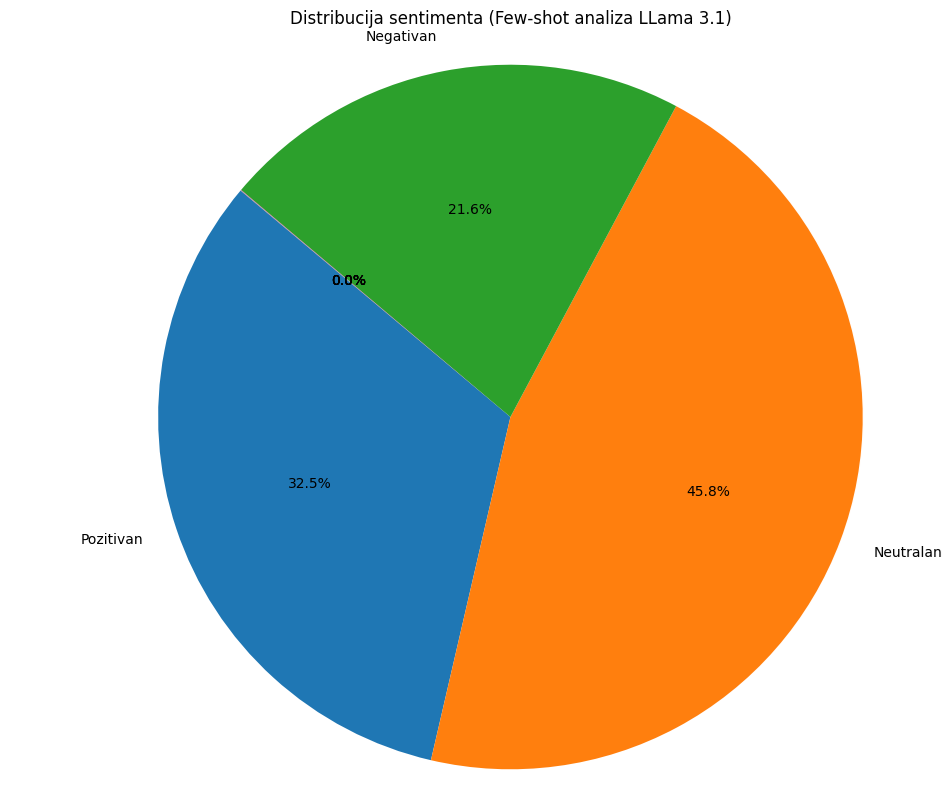 Distribucija sentimenta (Few-shot analiza LLama 3.1)
Negativan
21.6%
0.0%
32.5%
45.8%
Pozitivan
Neutralan